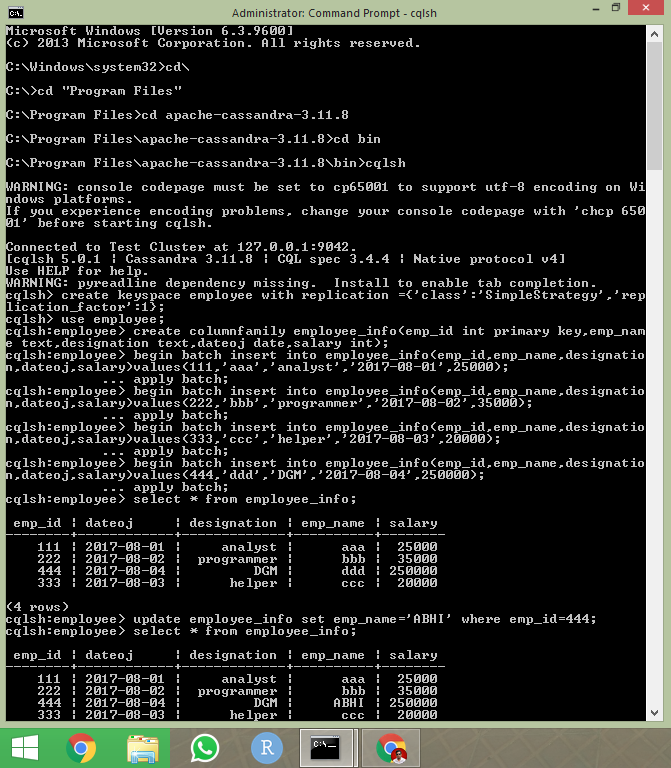 Administrator: Command Prompt - cqlsh
Microsoft Windows [Version 6.3.9600]
(c) 2013 Microsoft Corporation. All rights reserved.
C:\Windows\system32>cd\
C:\>cd "Program Files"
C:\Program Files>cd apache-cassandra-3.11.8
C:\Program Files\apache-cassandra-3.11.8>cd bin
C:\Program Files\apache-cassandra-3.11.8\bin>cqlsh
WARNING: console codepage must be set to cp65001 to support utf-8 encoding on Wi
ndows platforms.
If you experience encoding problems, change your console codepage with 'chcp 650
01' before starting cqlsh.
Connected to Test Cluster at 127.0.0.1:9042.
[cqlsh 5.0.1 | Cassandra 3.11.8 | CQL spec 3.4.4 | Native protocol v4]
Use HELP for help.
WARNING: pyreadline dependency missing.  Install to enable tab completion.
cqlsh> create keyspace employee with replication ={'class':'SimpleStrategy','rep
lication_factor':1};
cqlsh> use employee;
cqlsh:employee> create columnfamily employee_info(emp_id int primary key,emp_nam
e text,designation text,dateoj date,salary int);
cqlsh:employee> begin batch insert into employee_info(emp_id,emp_name,designatio
n,dateoj,salary)values(111,'aaa','analyst','2017-08-01',25000);
... apply batch;
cqlsh:employee> begin batch insert into employee_info(emp_id,emp_name,designatio
n,dateoj,salary)values(222,'bbb','programmer','2017-08-02',35000);
... apply batch;
cqlsh:employee> begin batch insert into employee_info(emp_id,emp_name,designatio
n,dateoj,salary)values(333,'ccc','helper','2017-08-03',20000);
... apply batch;
cqlsh:employee> begin batch insert into employee_info(emp_id,emp_name,designatio
n,dateoj,salary)values(444,'ddd','DGM','2017-08-04',250000);
... apply batch;
cqlsh:employee> select * from employee_info;
emp_id | dateoj | designation | emp_name | salary
--------+------------+-------------+----------+--------
111 | 2017-08-01 | analyst | aaa | 25000
222 | 2017-08-02 | programmer | bbb | 35000
444 | 2017-08-04 | DGM | ddd | 250000
333 | 2017-08-03 | helper | ccc | 20000
(4 rows)
cqlsh:employee> update employee_info set emp_name='ABHI' where emp_id=444;
cqlsh:employee> select * from employee_info;
emp_id | dateoj | designation | emp_name | salary
--------+------------+-------------+----------+--------
111 | 2017-08-01 | analyst | aaa | 25000
222 | 2017-08-02 | programmer | bbb | 35000
444 | 2017-08-04 | DGM | ABHI | 250000
333 | 2017-08-03 | helper | ccc | 20000
R
C:\_